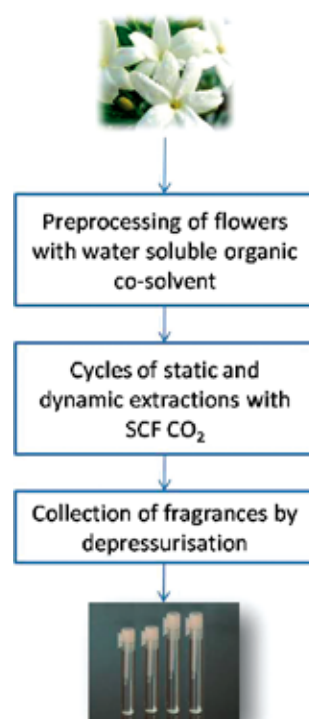 Preprocessing of flowers
with water soluble organic
co-solvent
Cycles of static and
dynamic extractions with
SCF CO₂
Collection of fragrances by
depressurisation